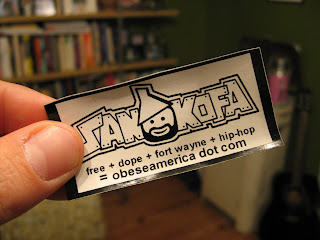 SANKOFA
free + dope + fort wayne + hip-hop
= obeseamerica dot com